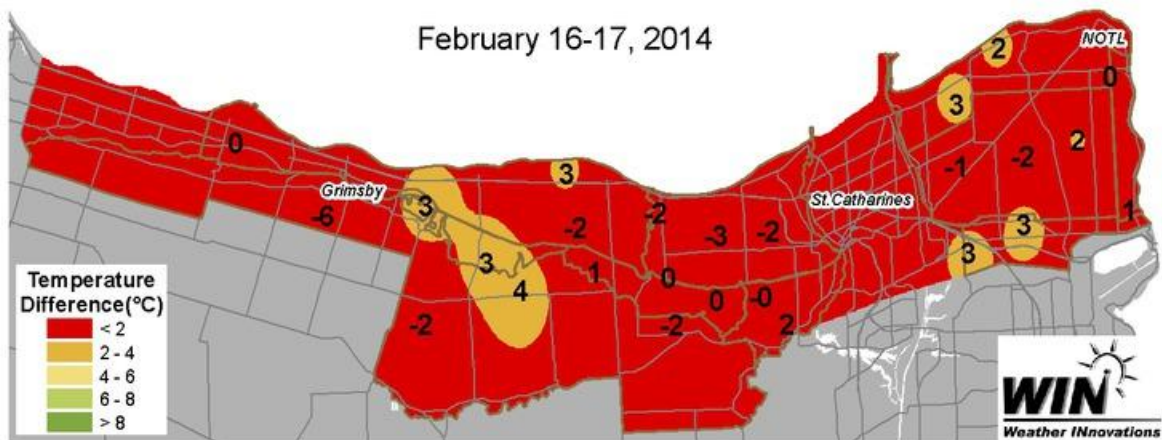 February 16-17, 2014
NOTL
2
0
3
0
2
-1
-2
3
Grimsby
3
St.Catharines
-6
-2
-2
-3
-2
1
3
3
3
1
0
4
0
-0
-2
-2
2
Temperature
Difference(°C)
< 2
2 - 4
4 - 6
6 - 8
> 8
WIN
Weather INnovations